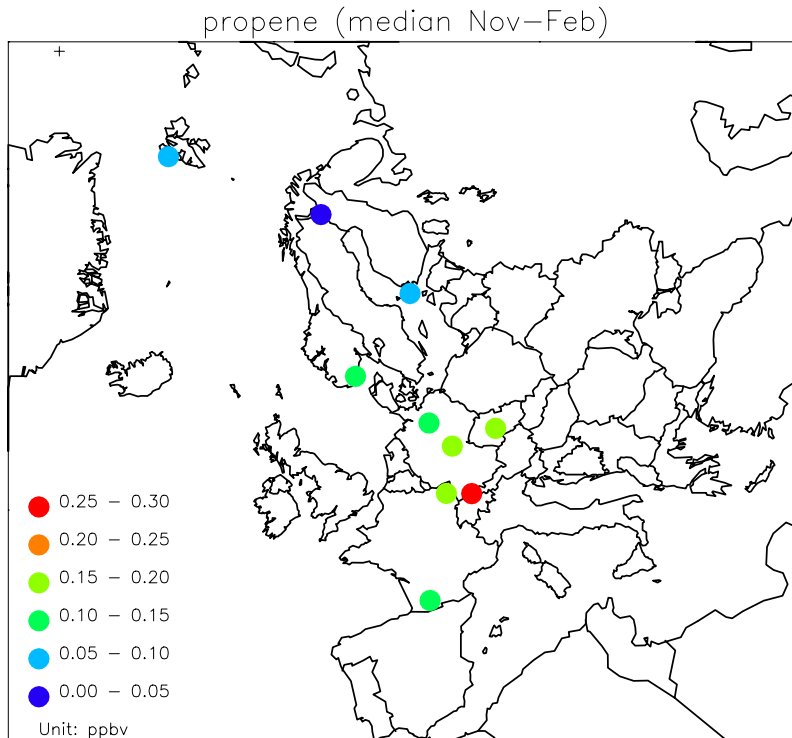 propene (median Nov–Feb)
0.25 – 0.30
0.20 – 0.25
0.15 – 0.20
0.10 – 0.15
0.05 – 0.10
0.00 – 0.05
Unit: ppbv